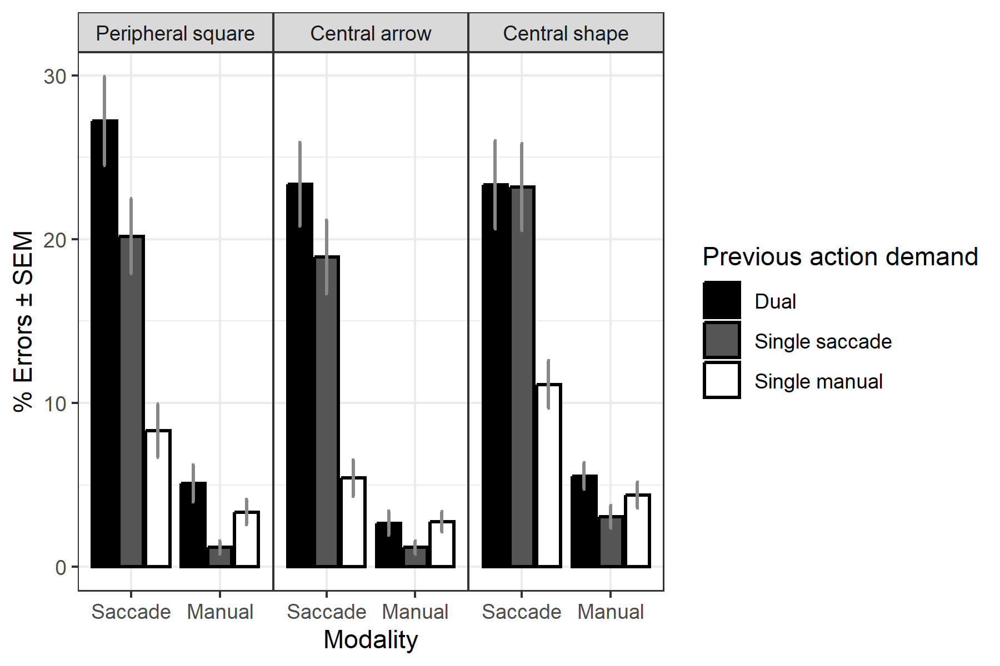 Peripheral square
Central arrow
Central shape
30
20
10
0
% Errors ± SEM
Saccade
Manual
Saccade
Manual
Saccade
Manual
Modality
Previous action demand
Dual
Single saccade
Single manual